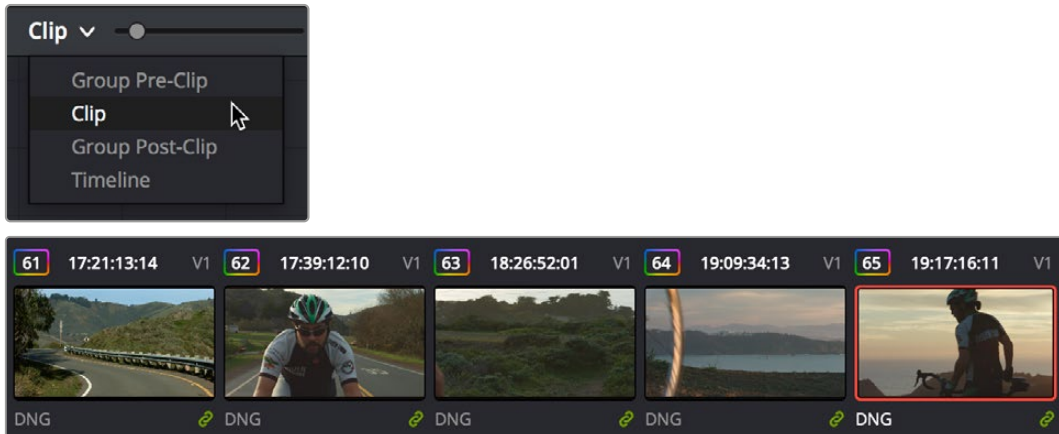 Clip
Group Pre-Clip
Clip
Group Post-Clip
Timeline
61 17:21:13:14 V1 62 17:39:12:10 V1 63 18:26:52:01 V1 64 19:09:34:13 V1 65 19:17:16:11 V1
DNG DNG DNG DNG DNG